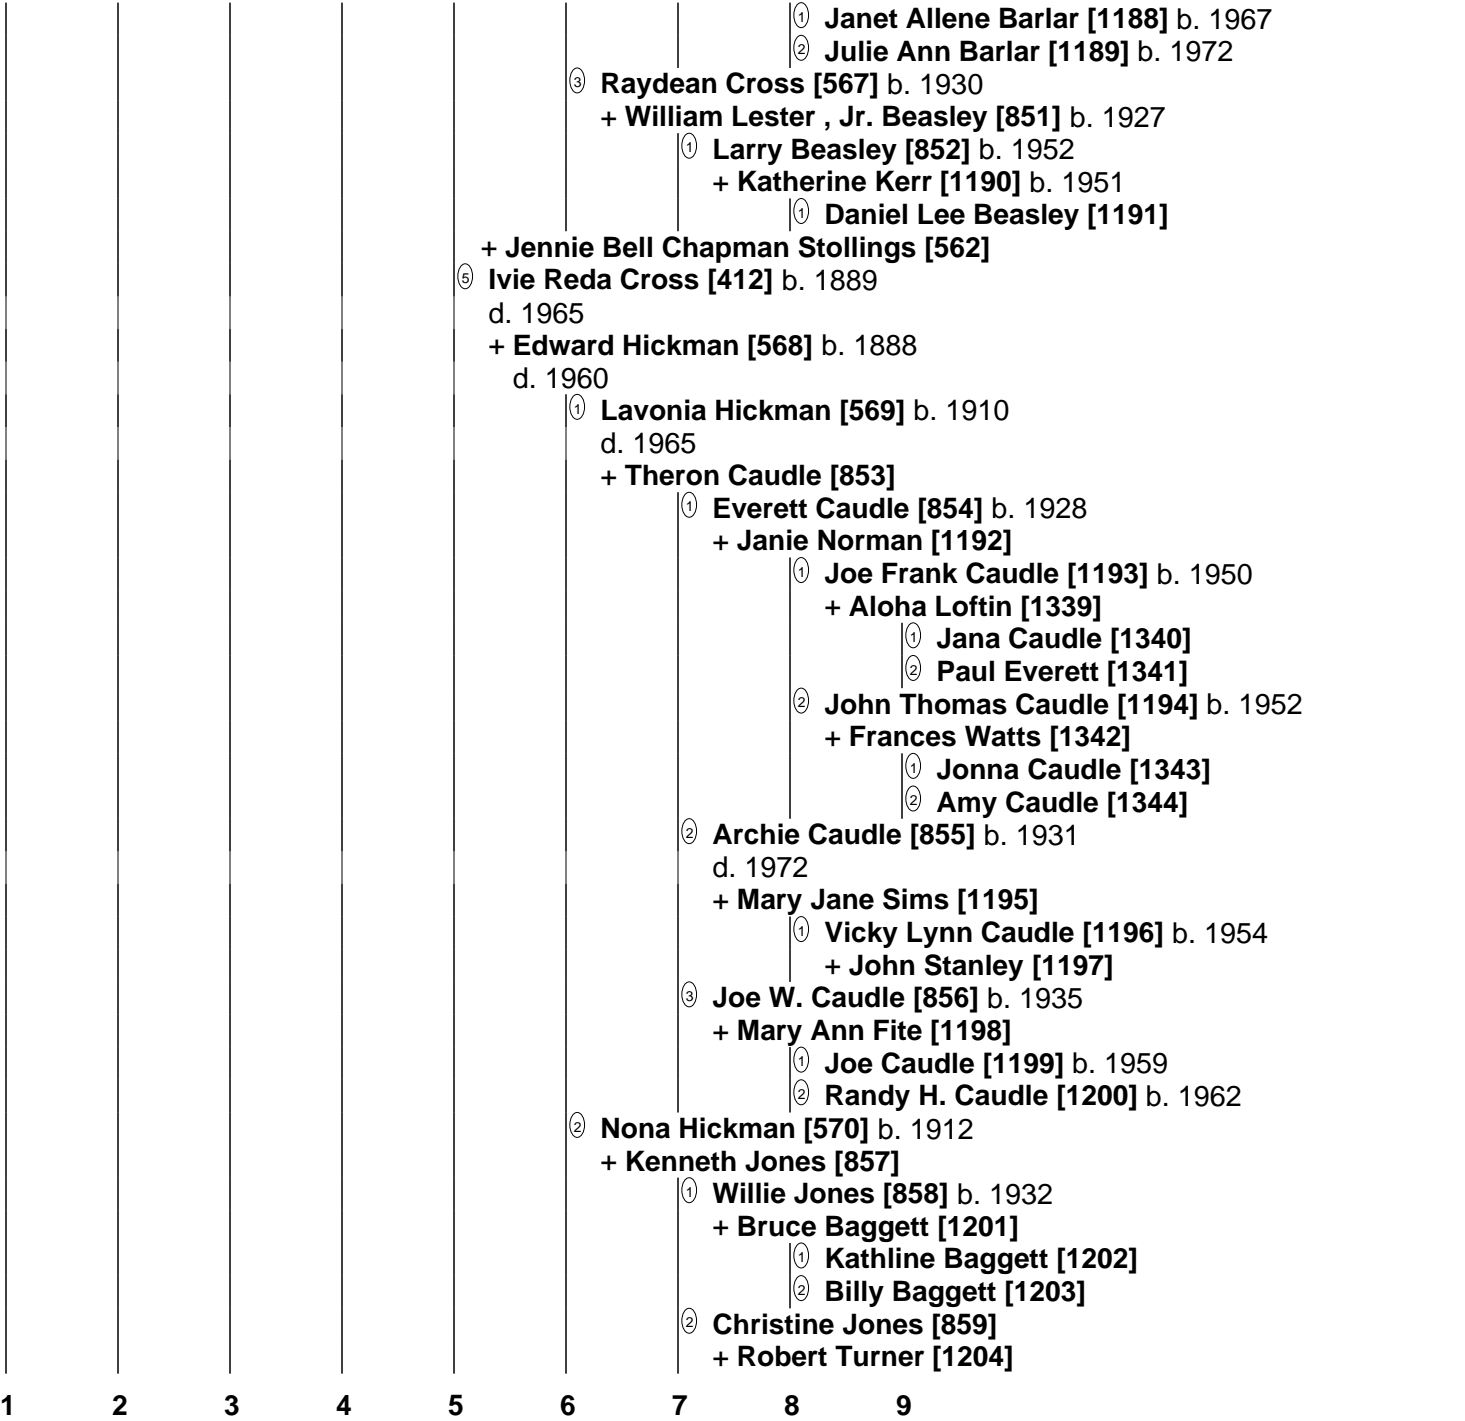 1 Janet Allene Barlar [1188] b. 1967
2 Julie Ann Barlar [1189] b. 1972
3 Raydean Cross [567] b. 1930
+ William Lester , Jr. Beasley [851] b. 1927
1 Larry Beasley [852] b. 1952
+ Katherine Kerr [1190] b. 1951
1 Daniel Lee Beasley [1191]
+ Jennie Bell Chapman Stollings [562]
5 Ivie Reda Cross [412] b. 1889
d. 1965
+ Edward Hickman [568] b. 1888
d. 1960
1 Lavonia Hickman [569] b. 1910
d. 1965
+ Theron Caudle [853]
1 Everett Caudle [854] b. 1928
+ Janie Norman [1192]
1 Joe Frank Caudle [1193] b. 1950
+ Aloha Loftin [1339]
1 Jana Caudle [1340]
2 Paul Everett [1341]
2 John Thomas Caudle [1194] b. 1952
+ Frances Watts [1342]
1 Jonna Caudle [1343]
2 Amy Caudle [1344]
2 Archie Caudle [855] b. 1931
d. 1972
+ Mary Jane Sims [1195]
1 Vicky Lynn Caudle [1196] b. 1954
+ John Stanley [1197]
3 Joe W. Caudle [856] b. 1935
+ Mary Ann Fite [1198]
1 Joe Caudle [1199] b. 1959
2 Randy H. Caudle [1200] b. 1962
2 Nona Hickman [570] b. 1912
+ Kenneth Jones [857]
1 Willie Jones [858] b. 1932
+ Bruce Baggett [1201]
1 Kathline Baggett [1202]
2 Billy Baggett [1203]
2 Christine Jones [859]
+ Robert Turner [1204]
1 2 3 4 5 6 7 8 9